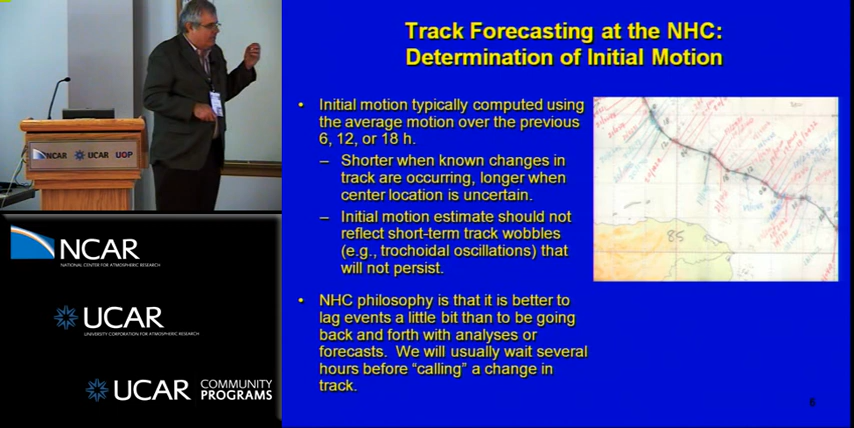 Track Forecasting at the NHC:
Determination of Initial Motion
• Initial motion typically computed using
the average motion over the previous
6, 12, or 18 h.
– Shorter when known changes in
track are occurring, longer when
center location is uncertain.
– Initial motion estimate should not
reflect short-term track wobbles
(e.g., trochoidal oscillations) that
will not persist.
• NHC philosophy is that it is better to
lag events a little bit than to be going
back and forth with analyses or
forecasts. We will usually wait several
hours before “calling” a change in
track.
85
6
NCAR UCAR UOP
NCAR
NATIONAL CENTER FOR ATMOSPHERIC RESEARCH
UCAR
UNIVERSITY CORPORATION FOR ATMOSPHERIC RESEARCH
UCAR COMMUNITY
PROGRAMS